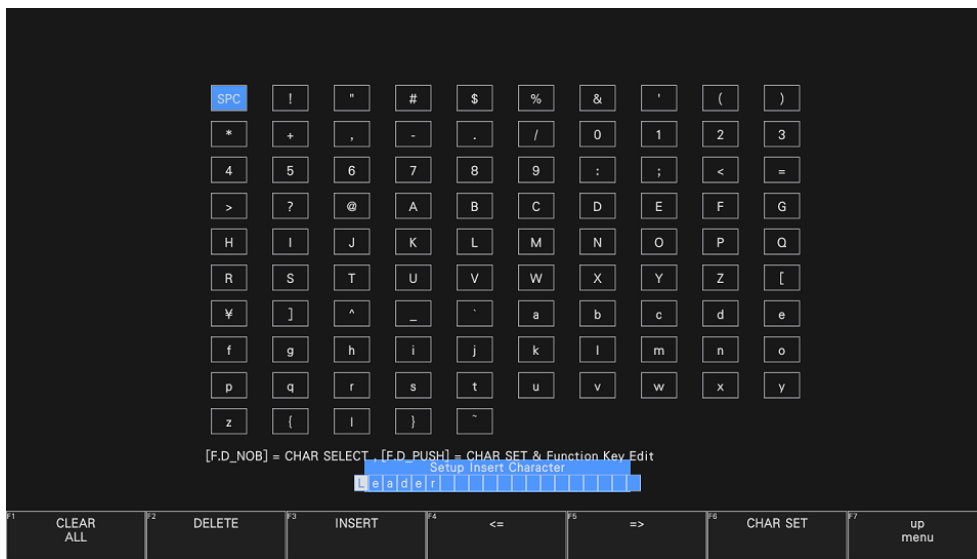 SPC ! " # $ % & ' ( )
* + , - . / 0 1 2 3
4 5 6 7 8 9 : ; < =
> ? @ A B C D E F G
H I J K L M N O P Q
R S T U V W X Y Z [
¥ ] ^ _ ` a b c d e
f g h i j k l m n o
p q r s t u v w x y
z { | } ~
[F.D_NOB] = CHAR SELECT , [F.D_PUSH] = CHAR SET & Function Key Edit
Setup Insert Character
Leader
F1 CLEAR ALL
F2 DELETE
F3 INSERT
F4 <=
F5 =>
F6 CHAR SET
F7 up menu